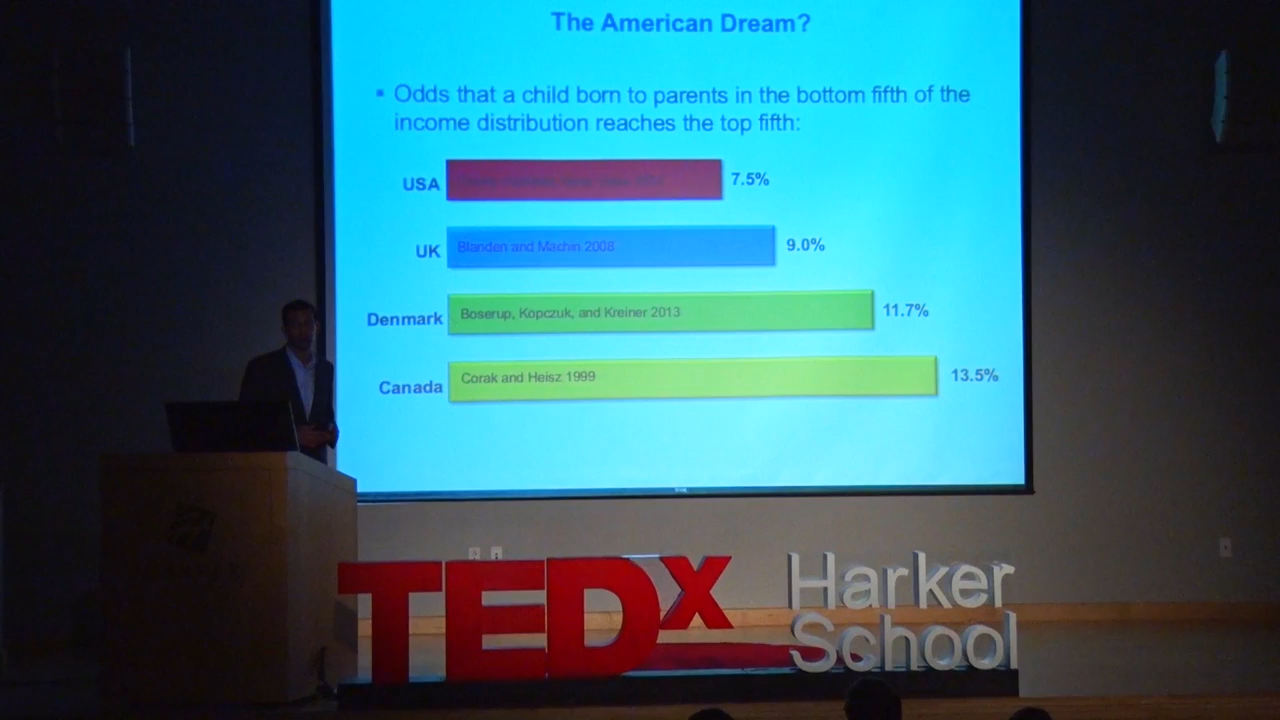 The American Dream?
▪ Odds that a child born to parents in the bottom fifth of the
income distribution reaches the top fifth:
USA 7.5%
UK Blanden and Machin 2008 9.0%
Denmark Boserup, Kopczuk, and Kreiner 2013 11.7%
Canada Corak and Heisz 1999 13.5%
TEDx
Harker
School